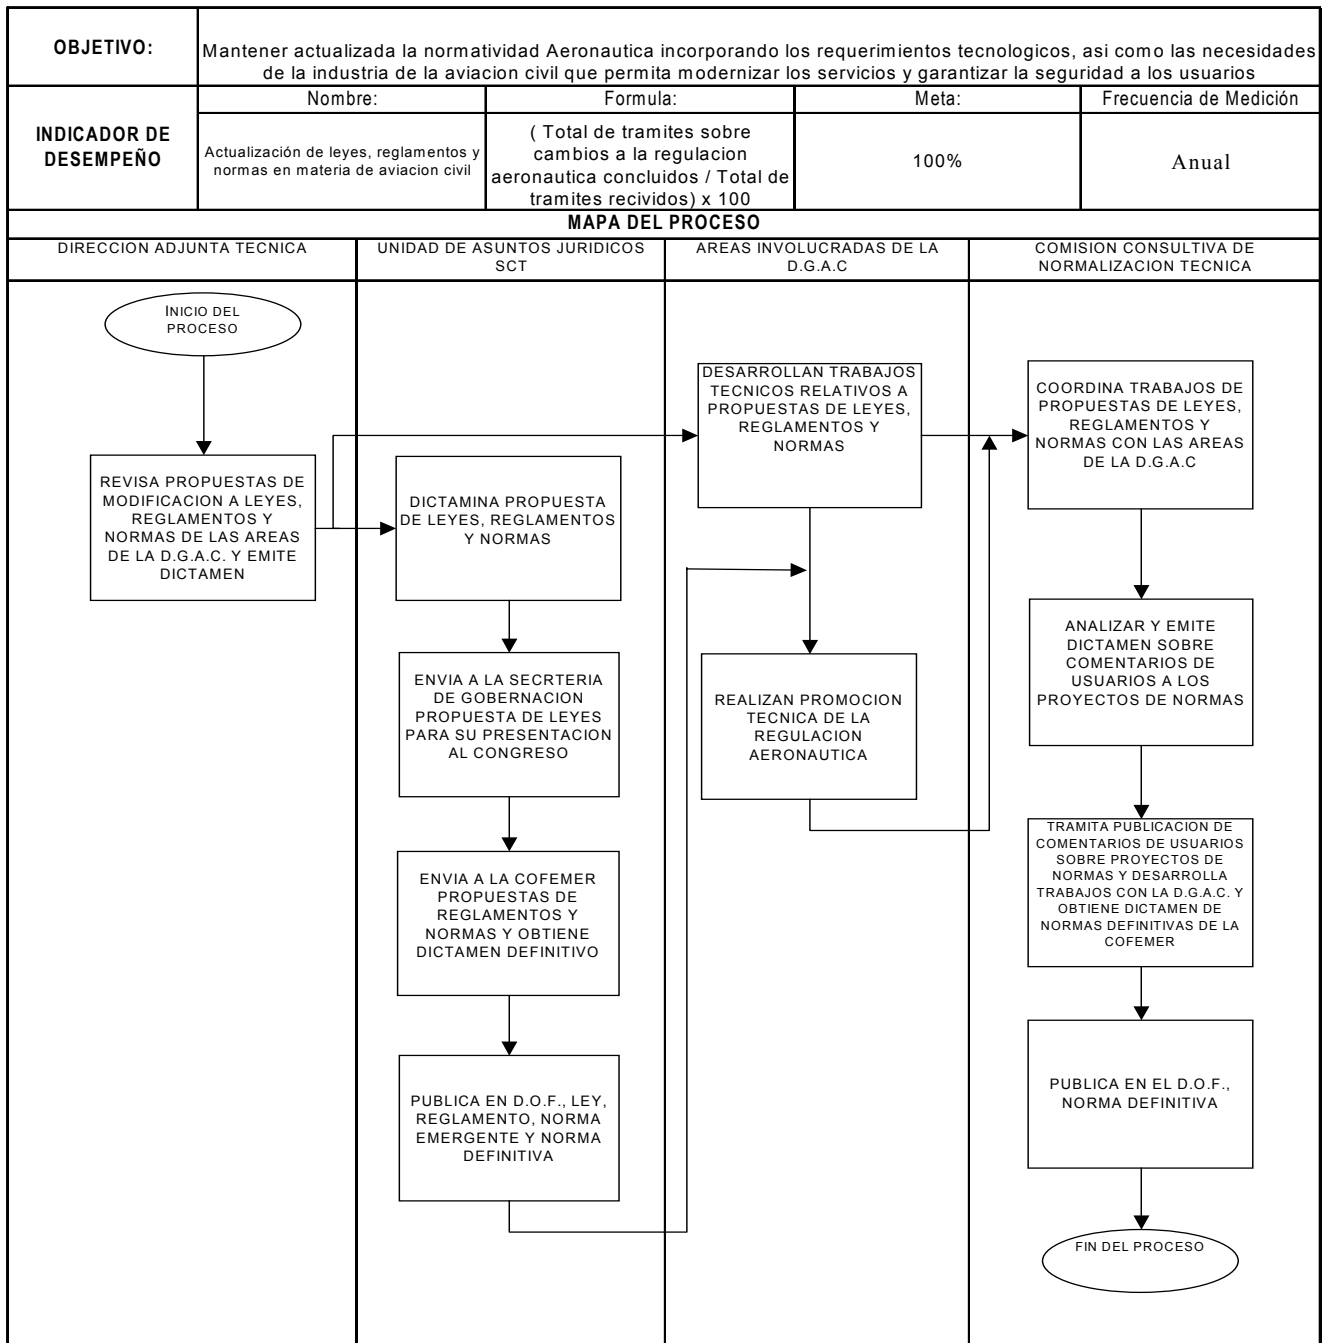 OBJETIVO:
Mantener actualizada la normatividad Aeronautica incorporando los requerimientos tecnologicos, asi como las necesidades
de la industria de la aviacion civil que permita modernizar los servicios y garantizar la seguridad a los usuarios
INDICADOR DE
DESEMPEÑO
Nombre:
Formula:
Meta:
Frecuencia de Medición
Actualización de leyes, reglamentos y
normas en materia de aviacion civil
( Total de tramites sobre
cambios a la regulacion
aeronautica concluidos / Total de
tramites recividos) x 100
100%
Anual
MAPA DEL PROCESO
DIRECCION ADJUNTA TECNICA
UNIDAD DE ASUNTOS JURIDICOS
SCT
AREAS INVOLUCRADAS DE LA
D.G.A.C
COMISION CONSULTIVA DE
NORMALIZACION TECNICA
INICIO DEL
PROCESO
REVISA PROPUESTAS DE
MODIFICACION A LEYES,
REGLAMENTOS Y
NORMAS DE LAS AREAS
DE LA D.G.A.C. Y EMITE
DICTAMEN
DICTAMINA PROPUESTA
DE LEYES, REGLAMENTOS
Y NORMAS
ENVIA A LA SECRTERIA
DE GOBERNACION
PROPUESTA DE LEYES
PARA SU PRESENTACION
AL CONGRESO
ENVIA A LA COFEMER
PROPUESTAS DE
REGLAMENTOS Y
NORMAS Y OBTIENE
DICTAMEN DEFINITIVO
PUBLICA EN D.O.F., LEY,
REGLAMENTO, NORMA
EMERGENTE Y NORMA
DEFINITIVA
DESARROLLAN TRABAJOS
TECNICOS RELATIVOS A
PROPUESTAS DE LEYES,
REGLAMENTOS Y
NORMAS
REALIZAN PROMOCION
TECNICA DE LA
REGULACION
AERONAUTICA
COORDINA TRABAJOS DE
PROPUESTAS DE LEYES,
REGLAMENTOS Y
NORMAS CON LAS AREAS
DE LA D.G.A.C
ANALIZAR Y EMITE
DICTAMEN SOBRE
COMENTARIOS DE
USUARIOS A LOS
PROYECTOS DE NORMAS
TRAMITA PUBLICACION DE
COMENTARIOS DE USUARIOS
SOBRE PROYECTOS DE
NORMAS Y DESARROLLA
TRABAJOS CON LA D.G.A.C. Y
OBTIENE DICTAMEN DE
NORMAS DEFINITIVAS DE LA
COFEMER
PUBLICA EN EL D.O.F.,
NORMA DEFINITIVA
FIN DEL PROCESO